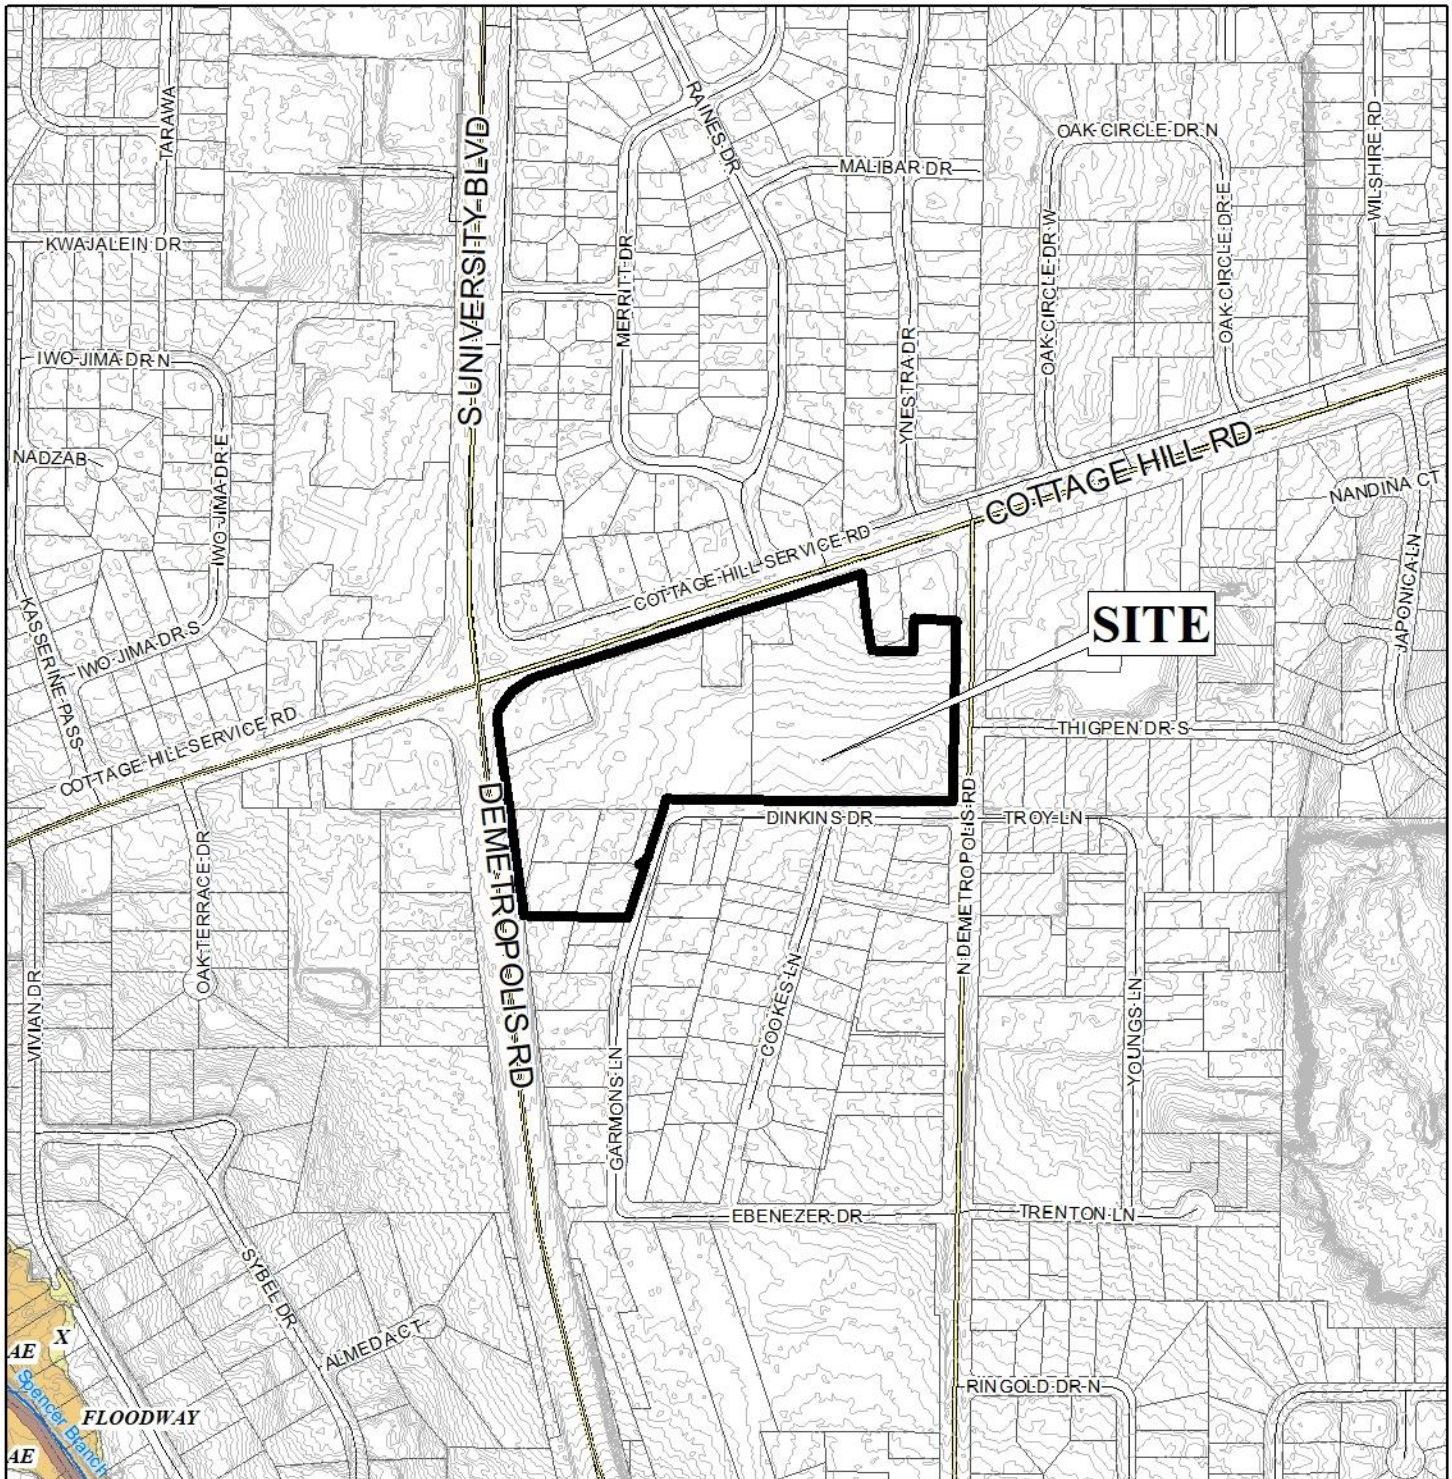 TARAWA
RAINES DR
OAK CIRCLE DR N
MALIBAR DR
WILSHIRE RD
S UNIVERSITY BLVD
KWAJALEIN DR
MERRITT DR
OAK CIRCLE DR W
OAK CIRCLE DR E
IWO JIMA DR N
YNESTRA DR
NADZAB
IWO JIMA DR E
COTTAGE HILL RD
NANDINA CT
COTTAGE HILL SERVICE RD
JAPONICA LN
KASSERINE PASS
IWO JIMA DR S
SITE
COTTAGE HILL SERVICE RD
THIGPEN DR S
DEMETROPOLIS RD
DINKINS DR
TROY LN
OAK TERRACE DR
N DEMETROPOLIS RD
VIVIAN DR
COOKES LN
YOUNGS LN
GARMONS LN
EBENEZER DR
TRENTON LN
SYBEL DR
ALMEDA CT
X
AE
RINGOLD DR N
Spencer Branch
FLOODWAY
AE